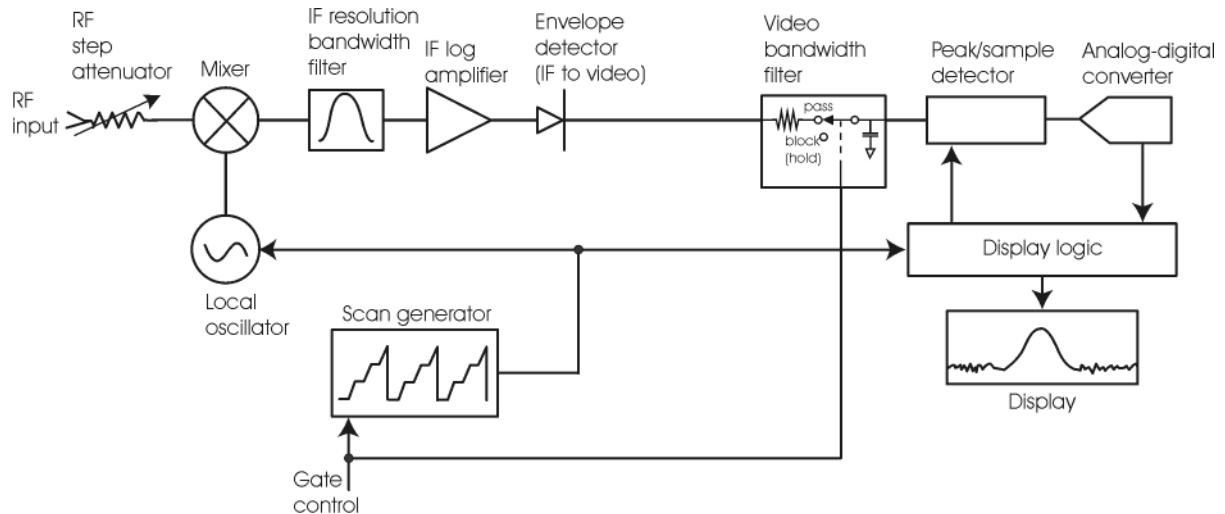 RF
step
attenuator
IF resolution
bandwidth
filter
IF log
amplifier
Envelope
detector
(IF to video)
Video
bandwidth
filter
Peak/sample
detector
Analog-digital
converter
Mixer
RF
input
pass
block
(hold)
Display logic
Local
oscillator
Scan generator
Display
Gate
control